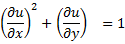 (∂u/∂x)² + (∂u/∂y) = 1